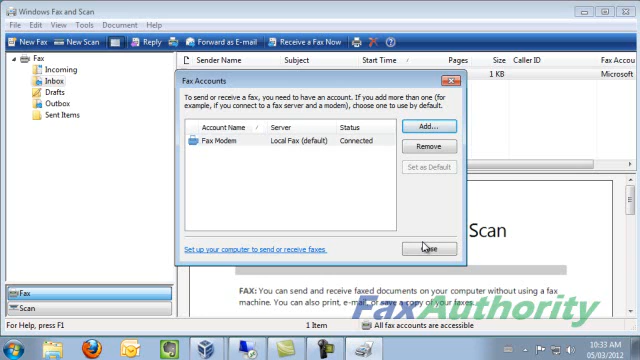 Windows Fax and Scan
File Edit View Tools Document Help
New Fax New Scan Reply Forward as E-mail Receive a Fax Now
Fax
Incoming
Inbox
Drafts
Outbox
Sent Items
Sender Name Subject Start Time Pages Size Caller ID Fax Accou
1 KB Microsoft
Fax Accounts
To send or receive a fax, you need to have an account. If you add more than one (for
example, if you connect to a fax server and a modem), choose one to use by default.
Account Name Server Status
Fax Modem Local Fax (default) Connected
Add...
Remove
Set as Default
Set up your computer to send or receive faxes.
Scan
FAX: You can send and receive faxed documents on your computer without using a fax
machine. You can also print, e-mail, or save a copy of your faxes.
FaxAuthority
Fax
Scan
For Help, press F1
1 Item
All fax accounts are accessible
10:33 AM
05/03/2012